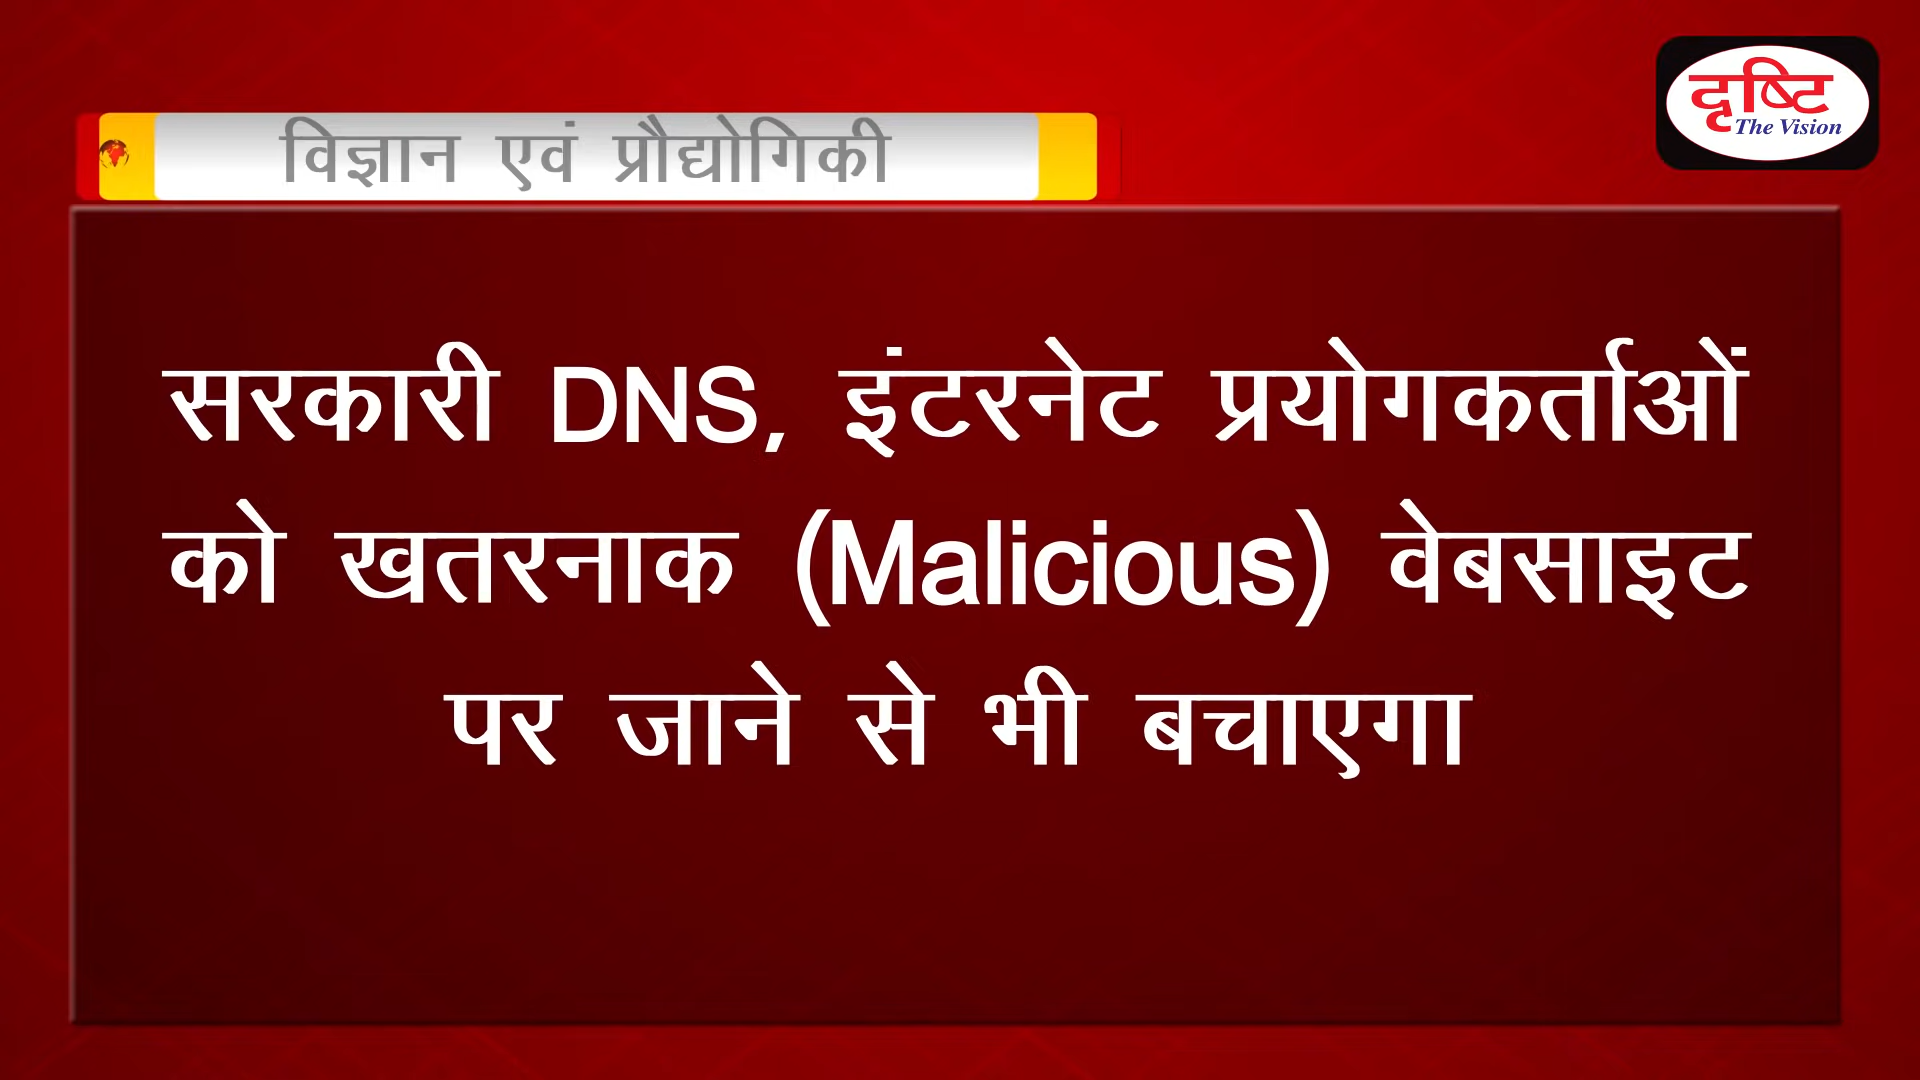 दृष्टि
The Vision
विज्ञान एवं प्रौद्योगिकी
सरकारी DNS, इंटरनेट प्रयोगकर्ताओं
को खतरनाक (Malicious) वेबसाइट
पर जाने से भी बचाएगा